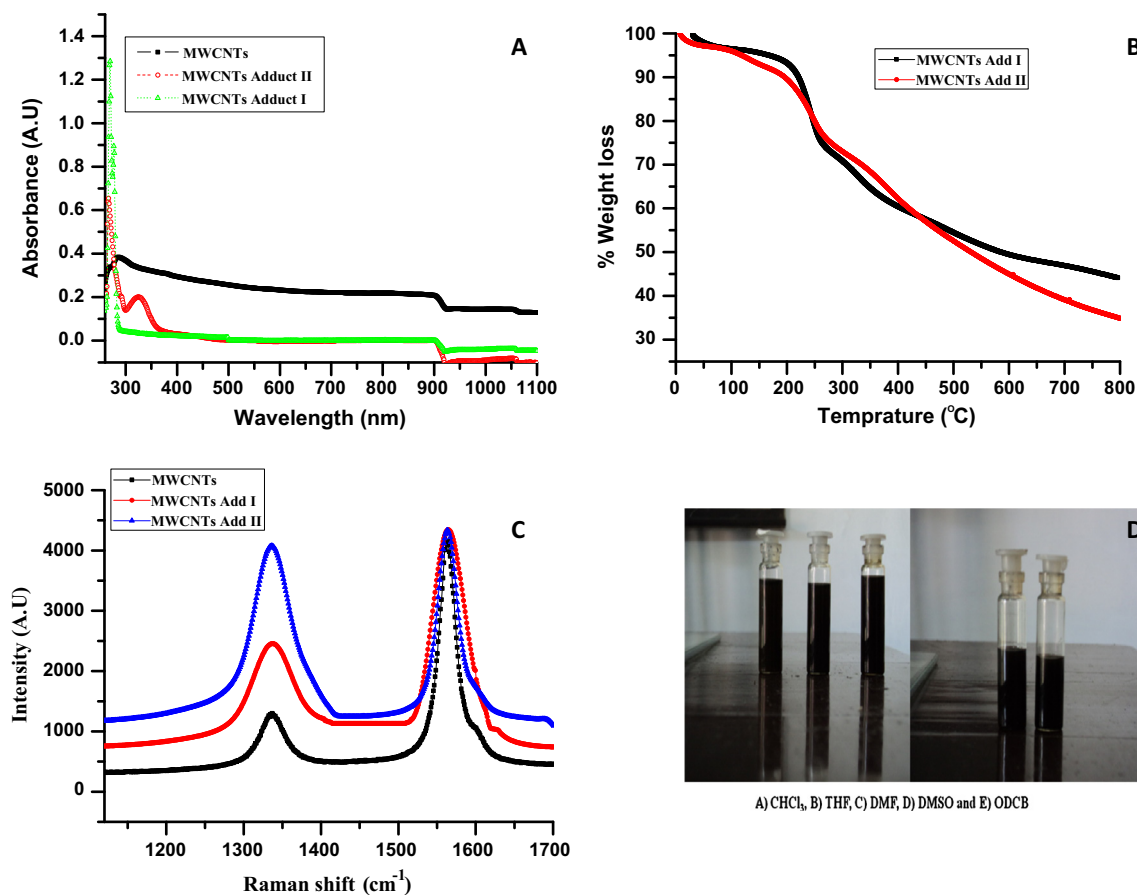 A
MWCNTs
MWCNTs Adduct II
MWCNTs Adduct I
Absorbance (A.U)
1.4
1.2
1.0
0.8
0.6
0.4
0.2
0.0
300 400 500 600 700 800 900 1000 1100
Wavelength (nm)
B
MWCNTs Add I
MWCNTs Add II
% Weight loss
100
90
80
70
60
50
40
30
0 100 200 300 400 500 600 700 800
Temprature (°C)
C
MWCNTs
MWCNTs Add I
MWCNTs Add II
Intensity (A.U)
5000
4000
3000
2000
1000
0
1200 1300 1400 1500 1600 1700
Raman shift (cm⁻¹)
D
A) CHCl₃, B) THF, C) DMF, D) DMSO and E) ODCB